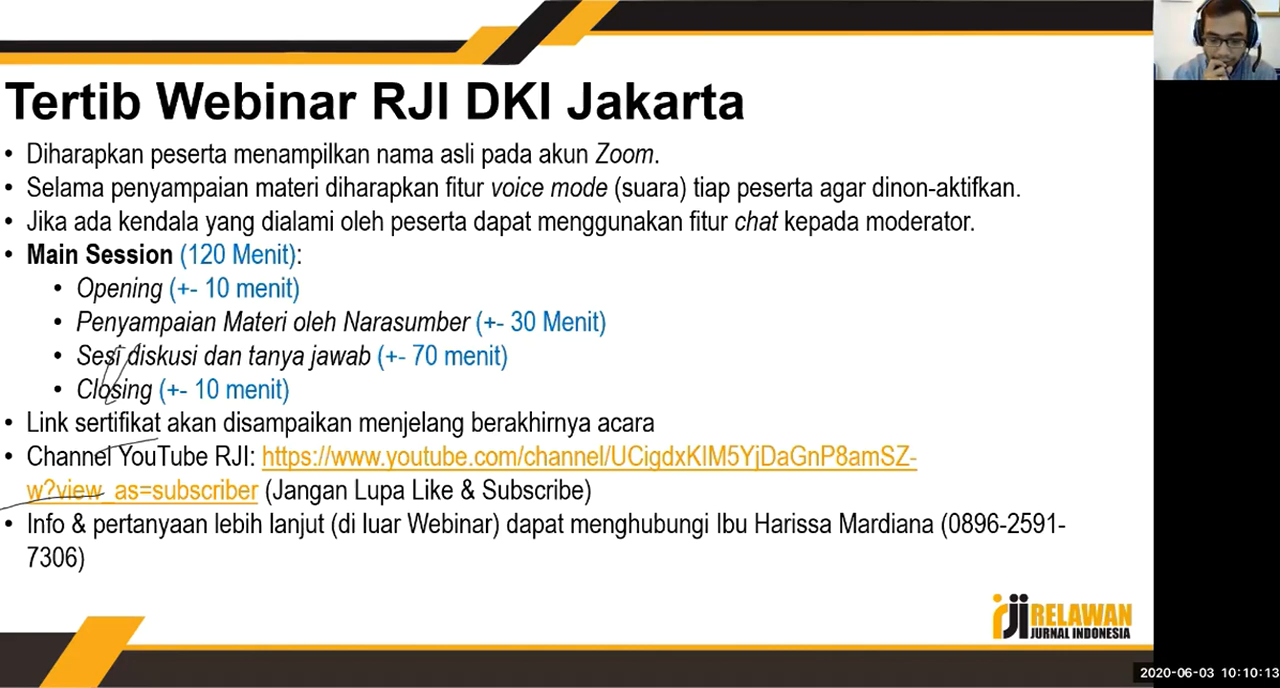 Tertib Webinar RJI DKI Jakarta
• Diharapkan peserta menampilkan nama asli pada akun Zoom.
• Selama penyampaian materi diharapkan fitur voice mode (suara) tiap peserta agar dinon-aktifkan.
• Jika ada kendala yang dialami oleh peserta dapat menggunakan fitur chat kepada moderator.
• Main Session (120 Menit):
• Opening (+- 10 menit)
• Penyampaian Materi oleh Narasumber (+- 30 Menit)
• Sesi diskusi dan tanya jawab (+- 70 menit)
• Closing (+- 10 menit)
• Link sertifikat akan disampaikan menjelang berakhirnya acara
• Channel YouTube RJI: https://www.youtube.com/channel/UCigdxKIM5YjDaGnP8amSZ-
w?view_as=subscriber (Jangan Lupa Like & Subscribe)
• Info & pertanyaan lebih lanjut (di luar Webinar) dapat menghubungi Ibu Harissa Mardiana (0896-2591-
7306)
rji RELAWAN
JURNAL INDONESIA
2020-06-03 10:10:13